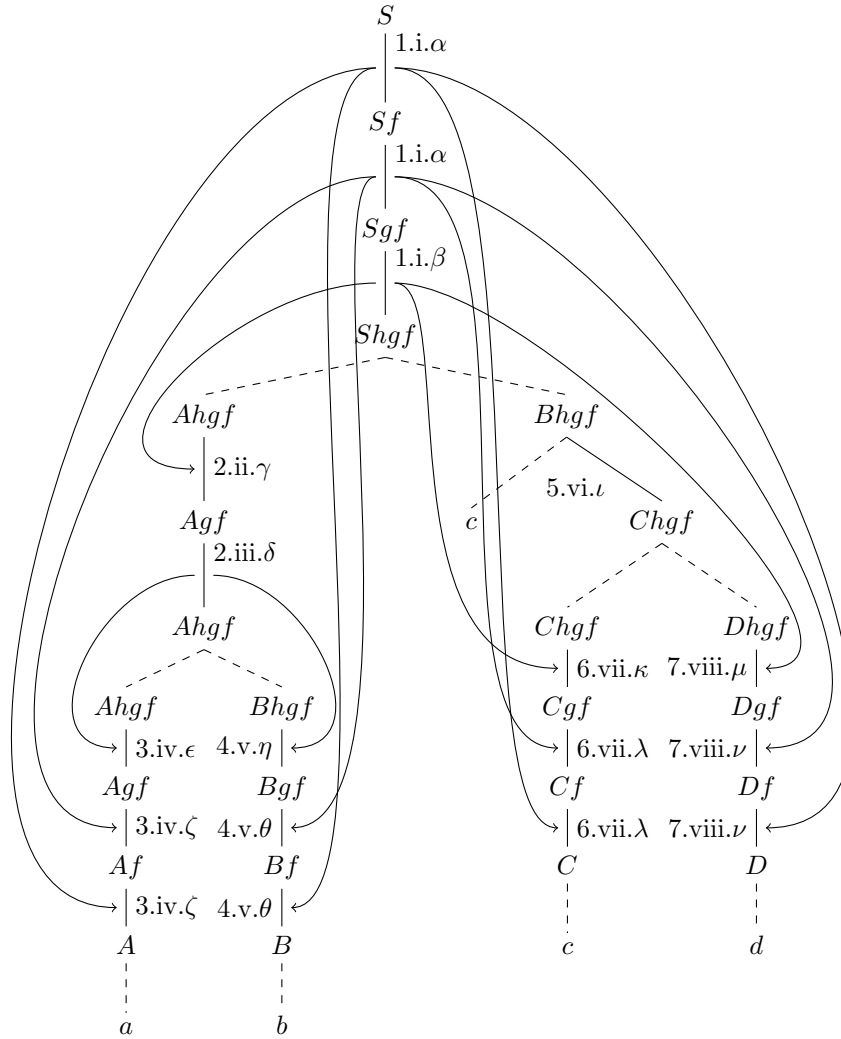 S
1.i.α
Sf
1.i.α
Sgf
1.i.β
Shgf
Ahgf Bhgf
2.ii.γ
5.vi.ι
Agf c Chgf
2.iii.δ
Ahgf Chgf Dhgf
6.vii.κ 7.viii.μ
Ahgf Bhgf Cgf Dgf
3.iv.ϵ 4.v.η 6.vii.λ 7.viii.ν
Agf Bgf Cf Df
3.iv.ζ 4.v.θ 6.vii.λ 7.viii.ν
Af Bf C D
3.iv.ζ 4.v.θ
A B c d
a b